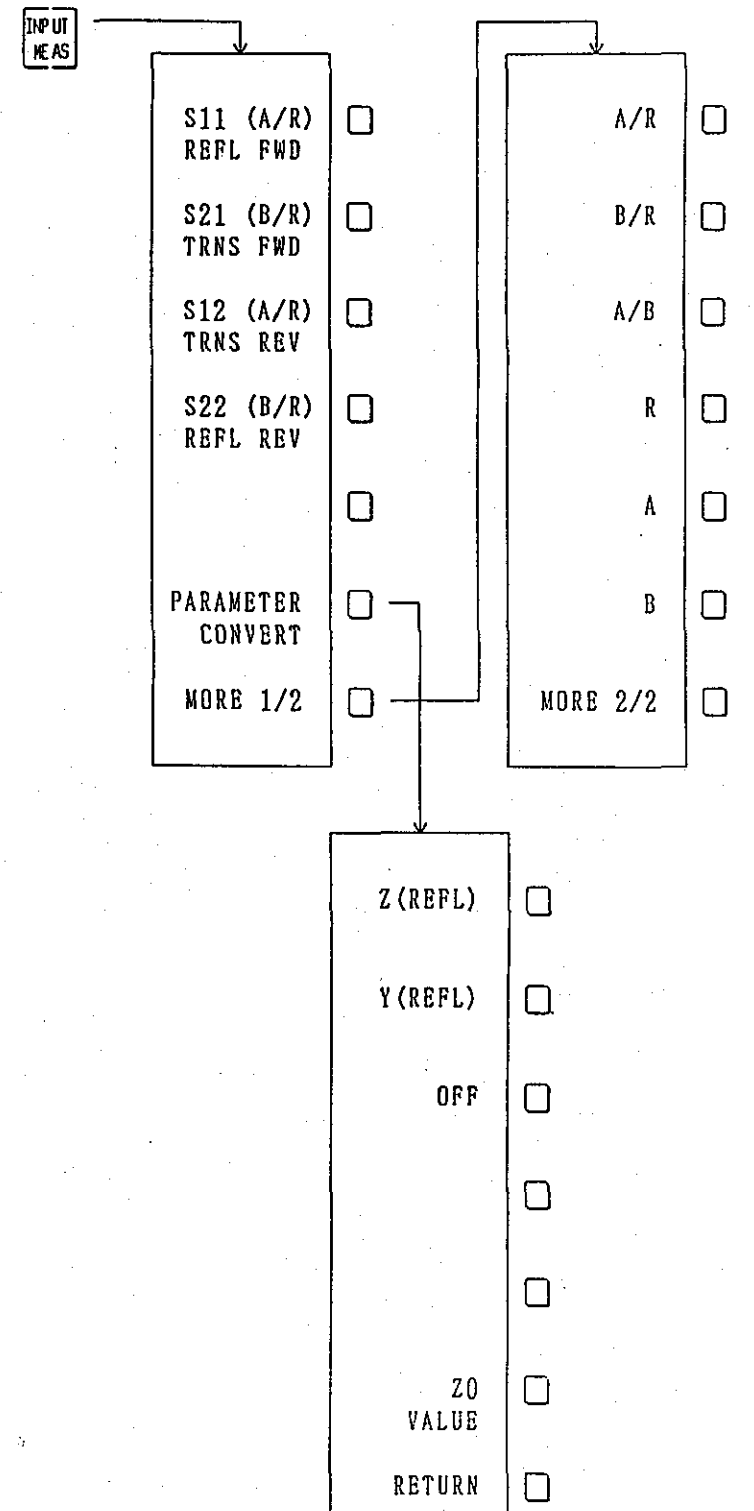 INPUT
MEAS
S11 (A/R)
REFL FWD
S21 (B/R)
TRNS FWD
S12 (A/R)
TRNS REV
S22 (B/R)
REFL REV
PARAMETER
CONVERT
MORE 1/2
A/R
B/R
A/B
R
A
B
MORE 2/2
Z(REFL)
Y(REFL)
OFF
Z0
VALUE
RETURN